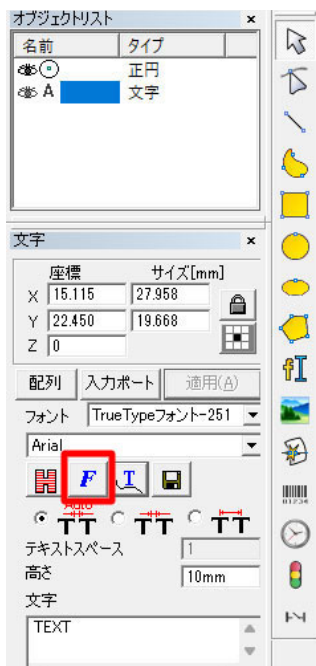 オブジェクトリスト ×
名前 タイプ
正円
A 文字
文字 ×
座標 サイズ[mm]
X 15.115 27.958
Y 22.450 19.668
Z 0
配列 入力ポート 適用(A)
フォント TrueTypeフォント-251
Arial
F T
Auto
TT TT TT
テキストスペース 1
高さ 10mm
文字
TEXT